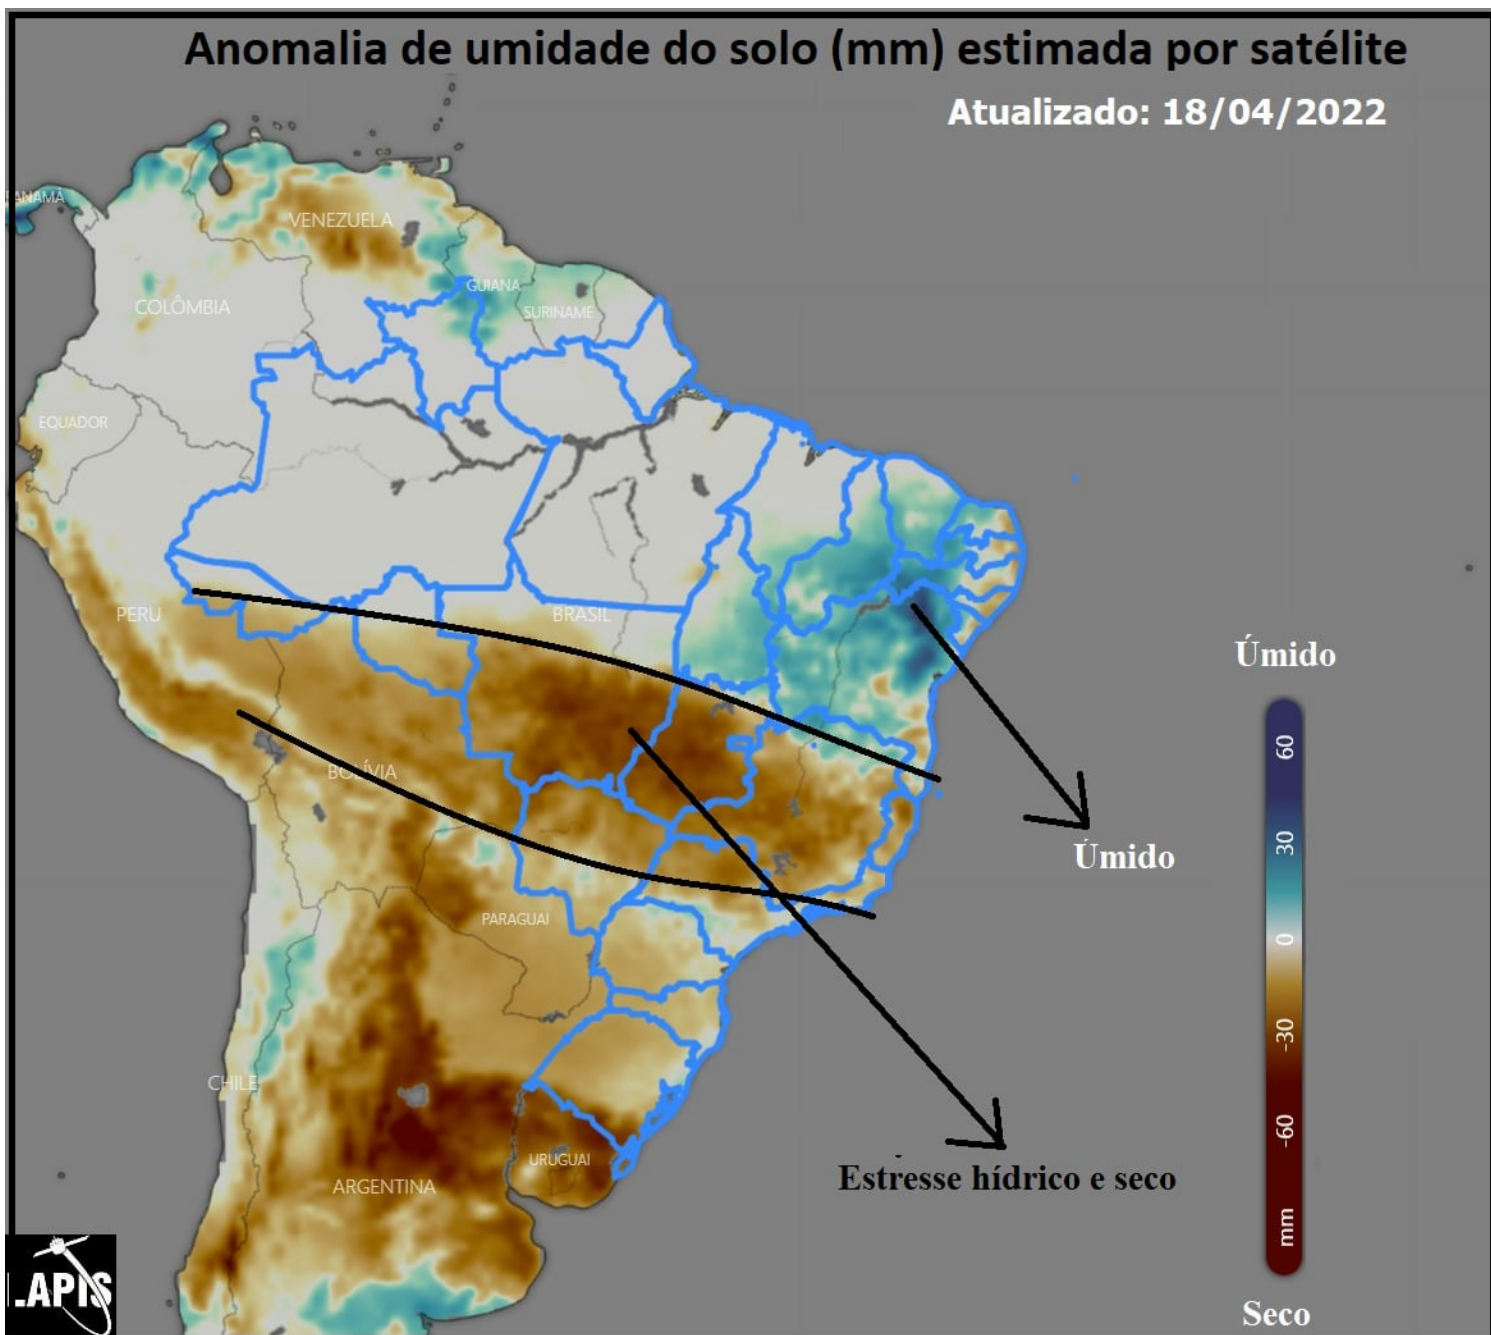 Anomalia de umidade do solo (mm) estimada por satélite
Atualizado: 18/04/2022
PANAMÁ
VENEZUELA
GUIANA
SURINAME
COLÔMBIA
EQUADOR
PERU
BRASIL
BOLÍVIA
PARAGUAI
CHILE
URUGUAI
ARGENTINA
Úmido
60
30
0
-30
-60
mm
Seco
Úmido
Estresse hídrico e seco
LAPIS